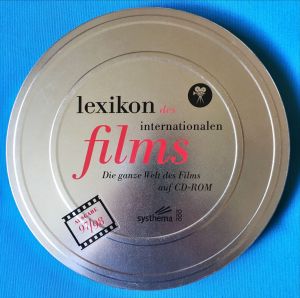 lexikon des
internationalen
films
Die ganze Welt des Films
auf CD-ROM
AUSGABE
97/98
systhema